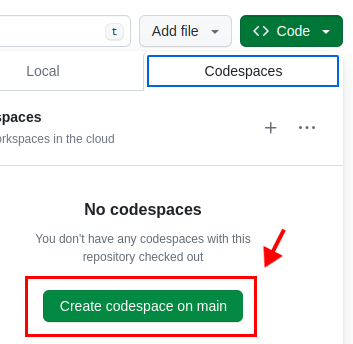 t
Add file
Code
Local
Codespaces
spaces
orkspaces in the cloud
No codespaces
You don't have any codespaces with this
repository checked out
Create codespace on main